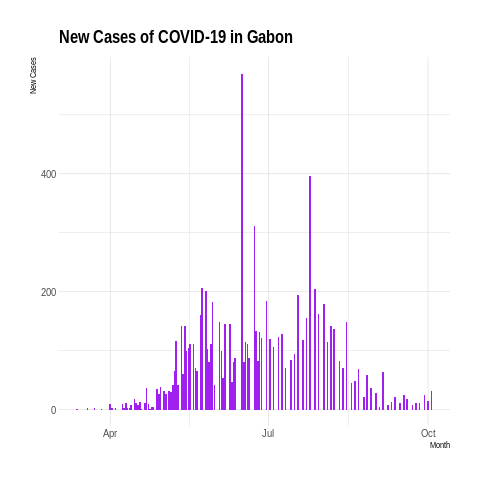 New Cases of COVID-19 in Gabon
New Cases
400
200
0
Apr
Jul
Oct
Month